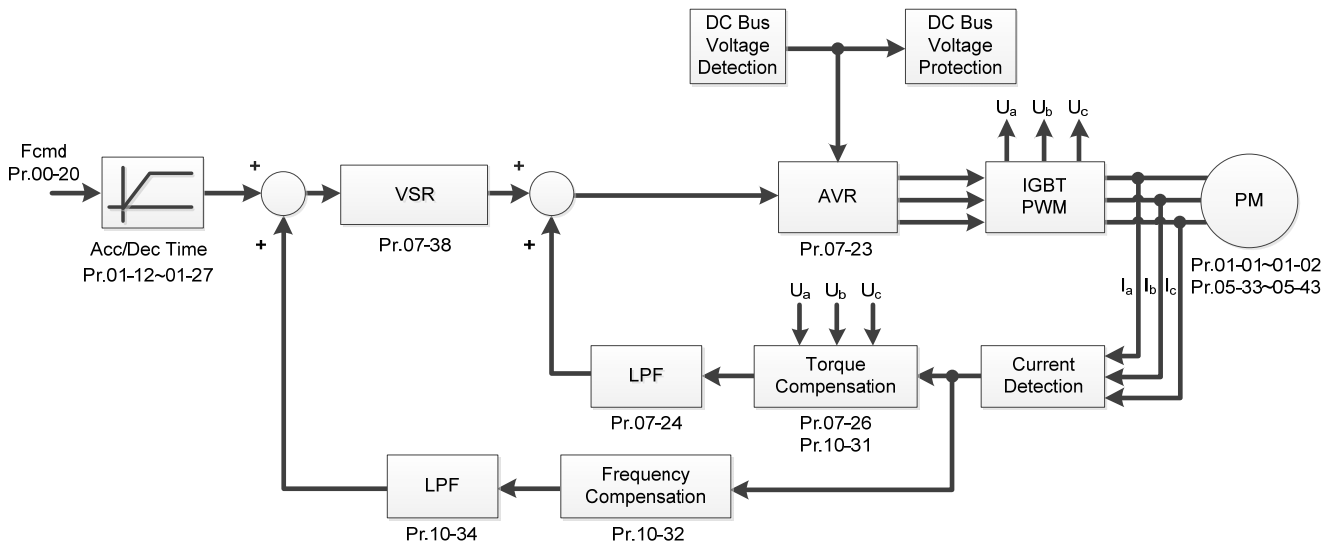 DC Bus
Voltage
Detection
DC Bus
Voltage
Protection
Ua Ub Uc
Fcmd
Pr.00-20
+
+
VSR
AVR
IGBT
PWM
PM
+
+
Acc/Dec Time
Pr.01-12~01-27
Pr.07-38
Pr.07-23
Pr.01-01~01-02
Pr.05-33~05-43
Ia Ib Ic
Ua Ub Uc
LPF
Torque
Compensation
Current
Detection
Pr.07-24
Pr.07-26
Pr.10-31
LPF
Frequency
Compensation
Pr.10-34
Pr.10-32